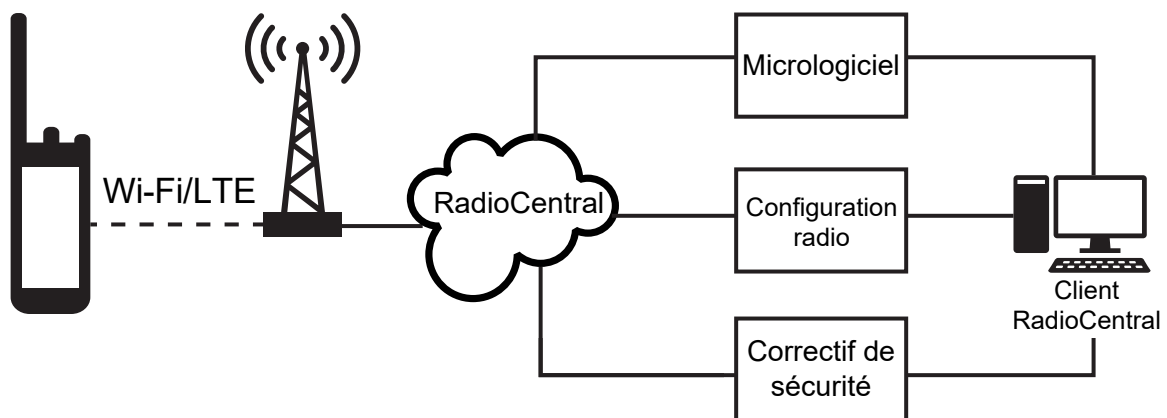 Wi-Fi/LTE
RadioCentral
Micrologiciel
Configuration
radio
Correctif de
sécurité
Client
RadioCentral